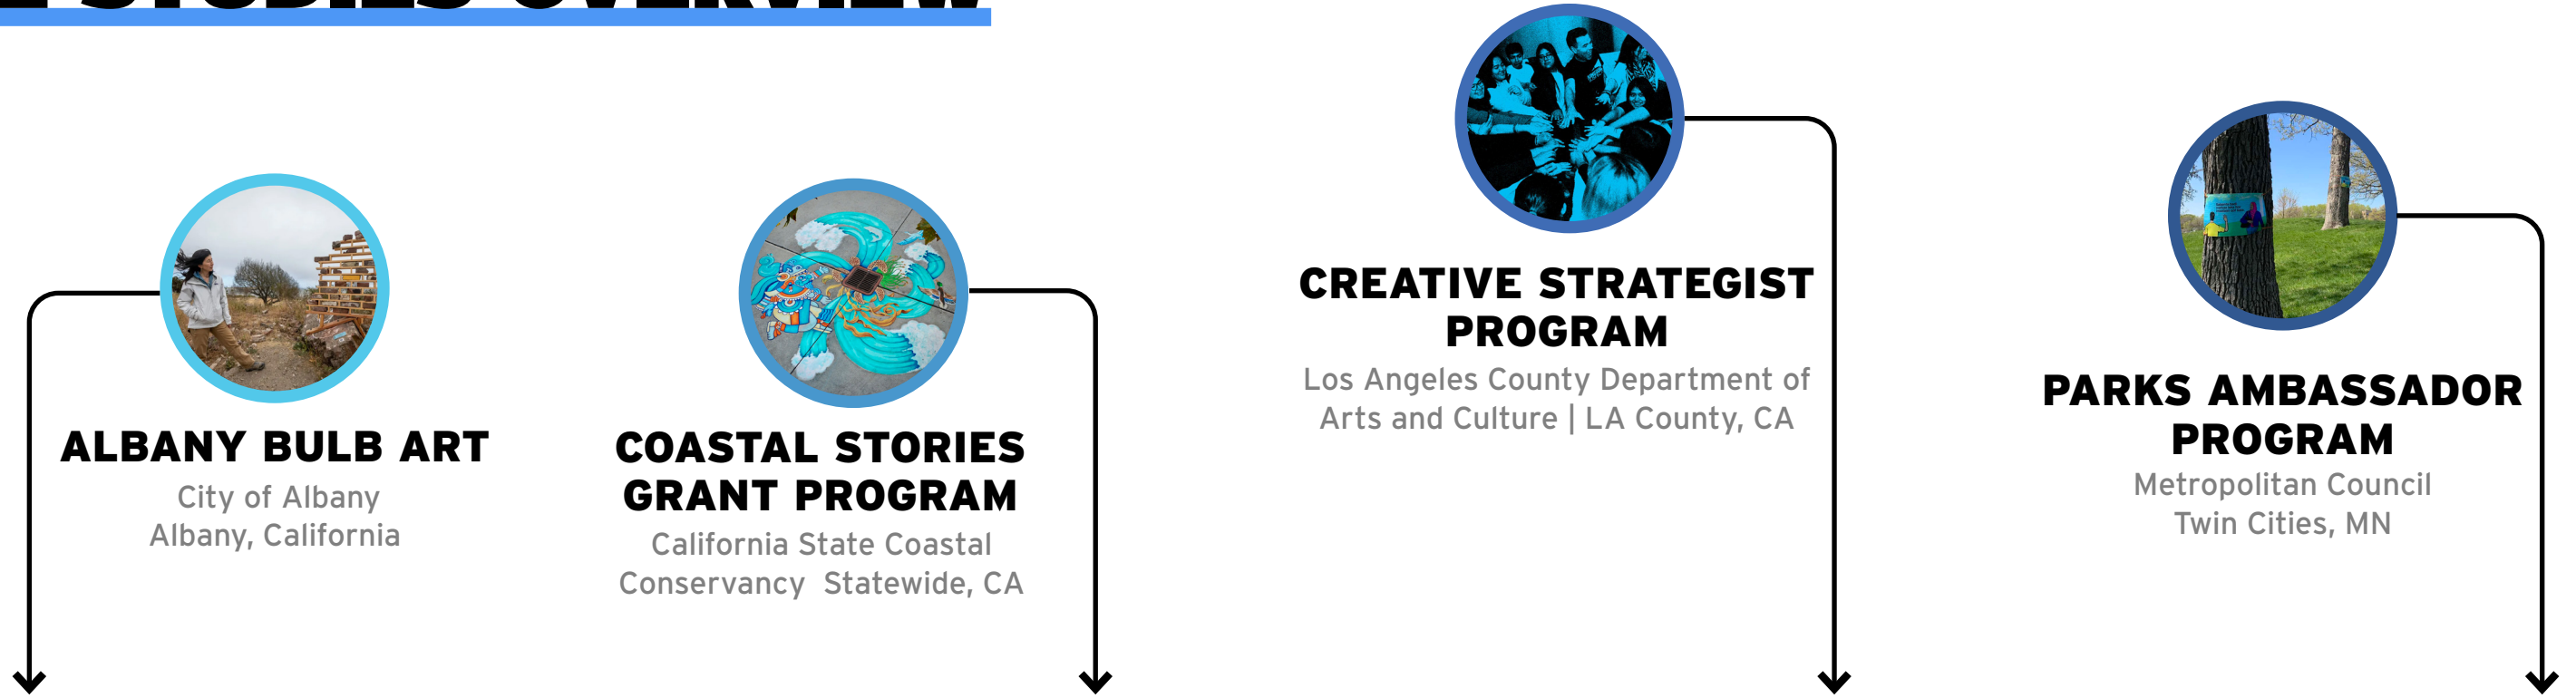 STUDIES OVERVIEW
ALBANY BULB ART
City of Albany
Albany, California
COASTAL STORIES
GRANT PROGRAM
California State Coastal
Conservancy  Statewide, CA
CREATIVE STRATEGIST
PROGRAM
Los Angeles County Department of
Arts and Culture | LA County, CA
PARKS AMBASSADOR
PROGRAM
Metropolitan Council
Twin Cities, MN